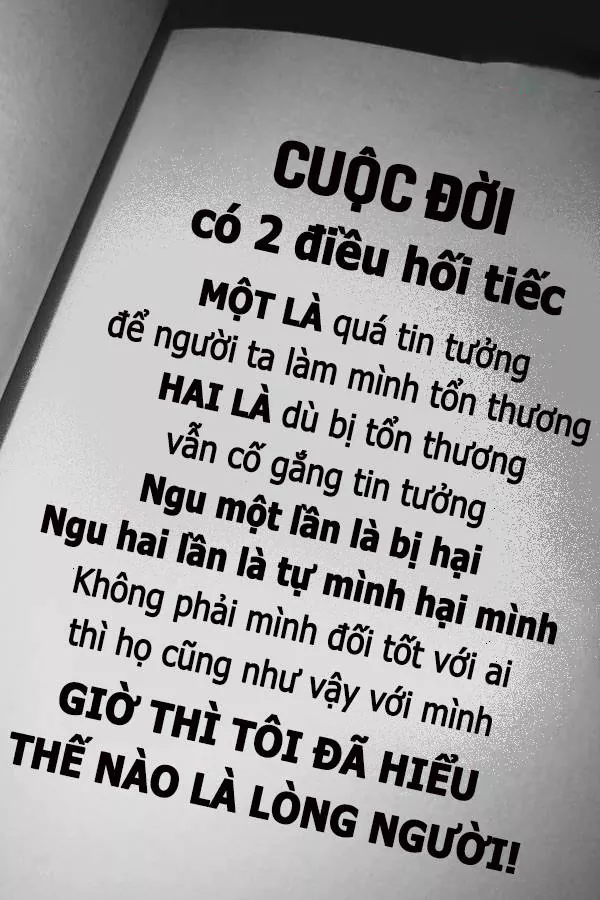 CUỘC ĐỜI
có 2 điều hối tiếc
MỘT LÀ quá tin tưởng
để người ta làm mình tổn thương
HAI LÀ dù bị tổn thương
vẫn cố gắng tin tưởng
Ngu một lần là bị hại
Ngu hai lần là tự mình hại mình
Không phải mình đối tốt với ai
thì họ cũng như vậy với mình
GIỜ THÌ TÔI ĐÃ HIỂU
THẾ NÀO LÀ LÒNG NGƯỜI!